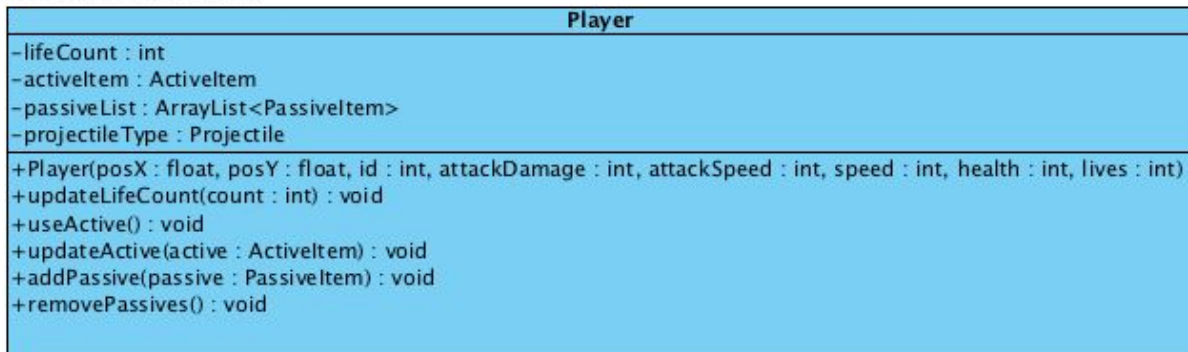 Player
-lifeCount : int
-activeItem : ActiveItem
-passiveList : ArrayList<PassiveItem>
-projectileType : Projectile
+Player(posX : float, posY : float, id : int, attackDamage : int, attackSpeed : int, speed : int, health : int, lives : int)
+updateLifeCount(count : int) : void
+useActive() : void
+updateActive(active : ActiveItem) : void
+addPassive(passive : PassiveItem) : void
+removePassives() : void